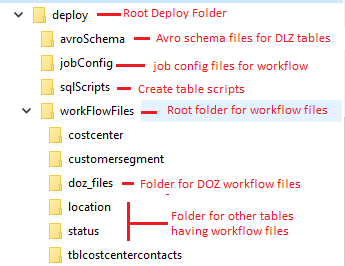 deploy Root Deploy Folder
avroSchema Avro schema files for DLZ tables
jobConfig job config files for workflow
sqlScripts Create table scripts
workFlowFiles Root folder for workflow files
costcenter
customersegment
doz_files Folder for DOZ workflow files
location Folder for other tables
status having workflow files
tblcostcentercontacts